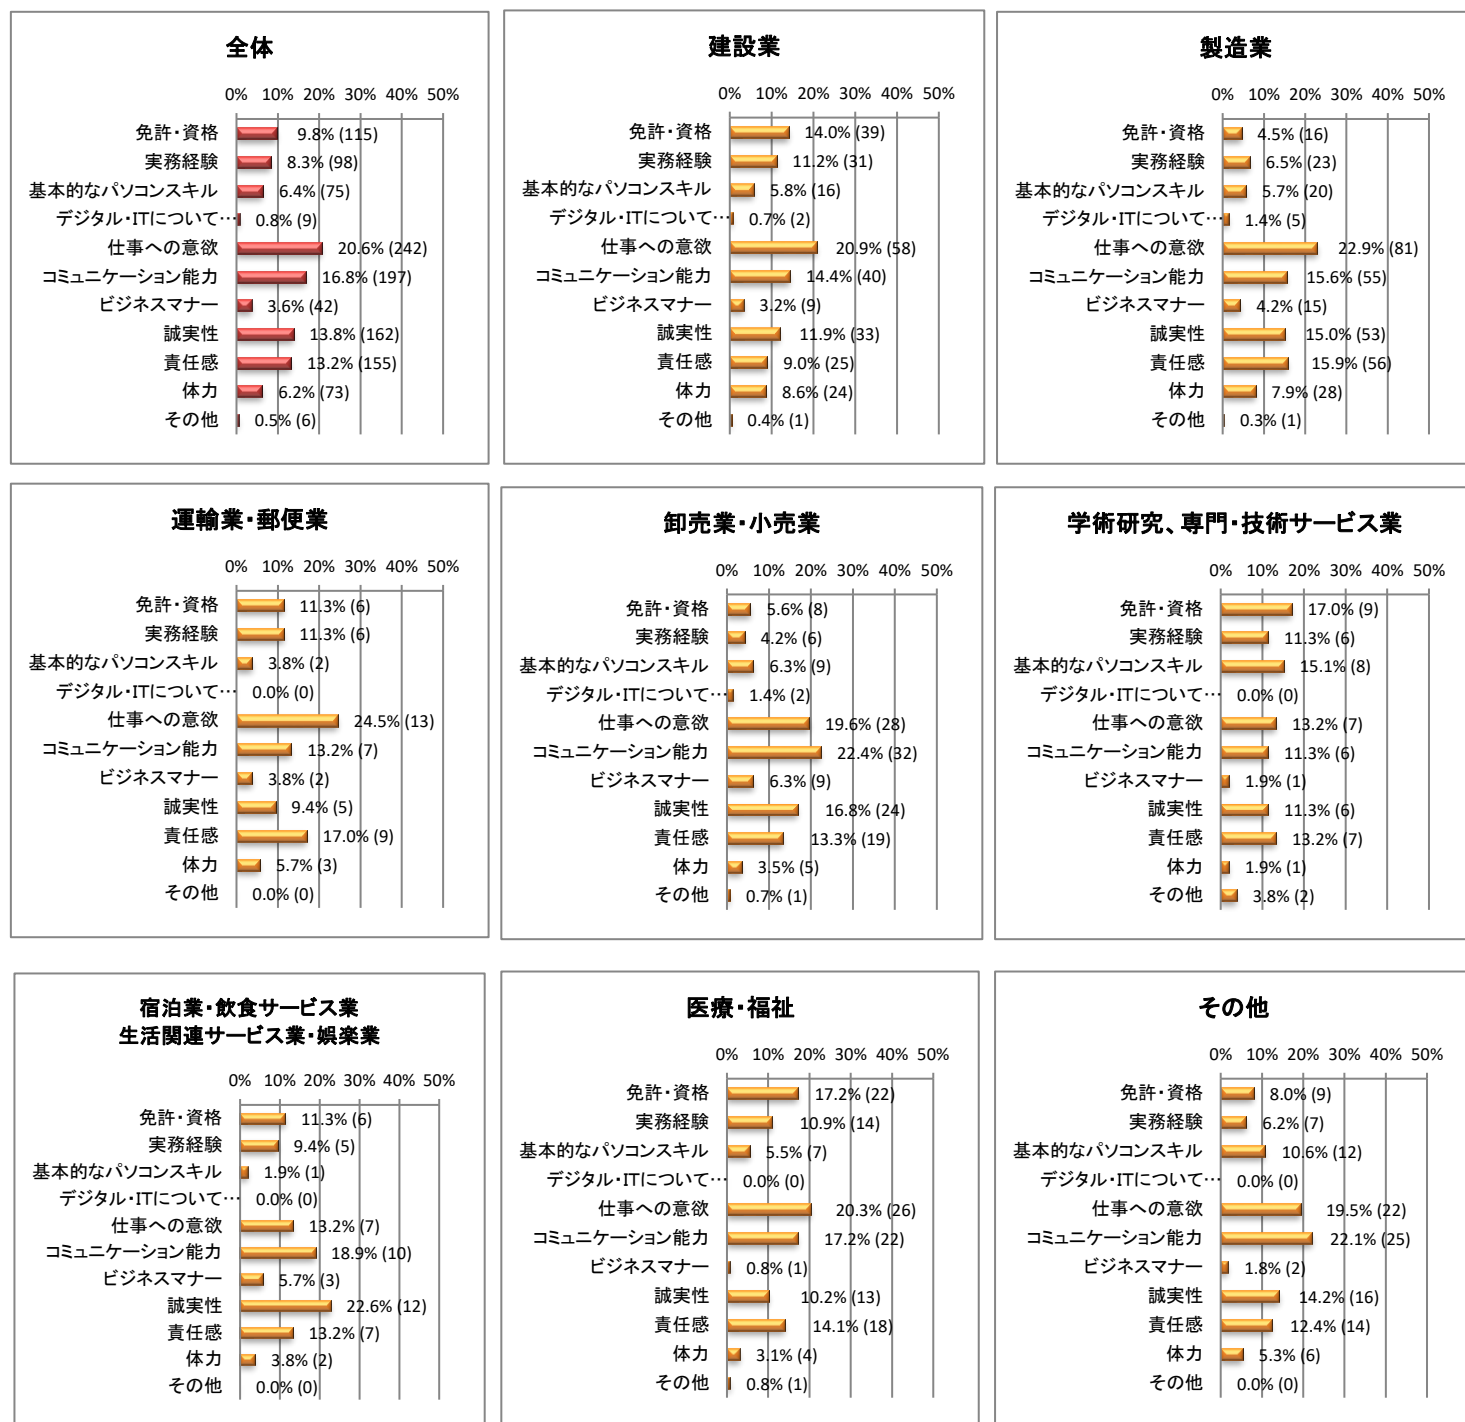 全体
0% 10% 20% 30% 40% 50%
免許・資格 9.8% (115)
実務経験 8.3% (98)
基本的なパソコンスキル 6.4% (75)
デジタル・ITについて… 0.8% (9)
仕事への意欲 20.6% (242)
コミュニケーション能力 16.8% (197)
ビジネスマナー 3.6% (42)
誠実性 13.8% (162)
責任感 13.2% (155)
体力 6.2% (73)
その他 0.5% (6)
建設業
0% 10% 20% 30% 40% 50%
免許・資格 14.0% (39)
実務経験 11.2% (31)
基本的なパソコンスキル 5.8% (16)
デジタル・ITについて… 0.7% (2)
仕事への意欲 20.9% (58)
コミュニケーション能力 14.4% (40)
ビジネスマナー 3.2% (9)
誠実性 11.9% (33)
責任感 9.0% (25)
体力 8.6% (24)
その他 0.4% (1)
製造業
0% 10% 20% 30% 40% 50%
免許・資格 4.5% (16)
実務経験 6.5% (23)
基本的なパソコンスキル 5.7% (20)
デジタル・ITについて… 1.4% (5)
仕事への意欲 22.9% (81)
コミュニケーション能力 15.6% (55)
ビジネスマナー 4.2% (15)
誠実性 15.0% (53)
責任感 15.9% (56)
体力 7.9% (28)
その他 0.3% (1)
運輸業・郵便業
0% 10% 20% 30% 40% 50%
免許・資格 11.3% (6)
実務経験 11.3% (6)
基本的なパソコンスキル 3.8% (2)
デジタル・ITについて… 0.0% (0)
仕事への意欲 24.5% (13)
コミュニケーション能力 13.2% (7)
ビジネスマナー 3.8% (2)
誠実性 9.4% (5)
責任感 17.0% (9)
体力 5.7% (3)
その他 0.0% (0)
卸売業・小売業
0% 10% 20% 30% 40% 50%
免許・資格 5.6% (8)
実務経験 4.2% (6)
基本的なパソコンスキル 6.3% (9)
デジタル・ITについて… 1.4% (2)
仕事への意欲 19.6% (28)
コミュニケーション能力 22.4% (32)
ビジネスマナー 6.3% (9)
誠実性 16.8% (24)
責任感 13.3% (19)
体力 3.5% (5)
その他 0.7% (1)
学術研究、専門・技術サービス業
0% 10% 20% 30% 40% 50%
免許・資格 17.0% (9)
実務経験 11.3% (6)
基本的なパソコンスキル 15.1% (8)
デジタル・ITについて… 0.0% (0)
仕事への意欲 13.2% (7)
コミュニケーション能力 11.3% (6)
ビジネスマナー 1.9% (1)
誠実性 11.3% (6)
責任感 13.2% (7)
体力 1.9% (1)
その他 3.8% (2)
宿泊業・飲食サービス業
生活関連サービス業・娯楽業
0% 10% 20% 30% 40% 50%
免許・資格 11.3% (6)
実務経験 9.4% (5)
基本的なパソコンスキル 1.9% (1)
デジタル・ITについて… 0.0% (0)
仕事への意欲 13.2% (7)
コミュニケーション能力 18.9% (10)
ビジネスマナー 5.7% (3)
誠実性 22.6% (12)
責任感 13.2% (7)
体力 3.8% (2)
その他 0.0% (0)
医療・福祉
0% 10% 20% 30% 40% 50%
免許・資格 17.2% (22)
実務経験 10.9% (14)
基本的なパソコンスキル 5.5% (7)
デジタル・ITについて… 0.0% (0)
仕事への意欲 20.3% (26)
コミュニケーション能力 17.2% (22)
ビジネスマナー 0.8% (1)
誠実性 10.2% (13)
責任感 14.1% (18)
体力 3.1% (4)
その他 0.8% (1)
その他
0% 10% 20% 30% 40% 50%
免許・資格 8.0% (9)
実務経験 6.2% (7)
基本的なパソコンスキル 10.6% (12)
デジタル・ITについて… 0.0% (0)
仕事への意欲 19.5% (22)
コミュニケーション能力 22.1% (25)
ビジネスマナー 1.8% (2)
誠実性 14.2% (16)
責任感 12.4% (14)
体力 5.3% (6)
その他 0.0% (0)